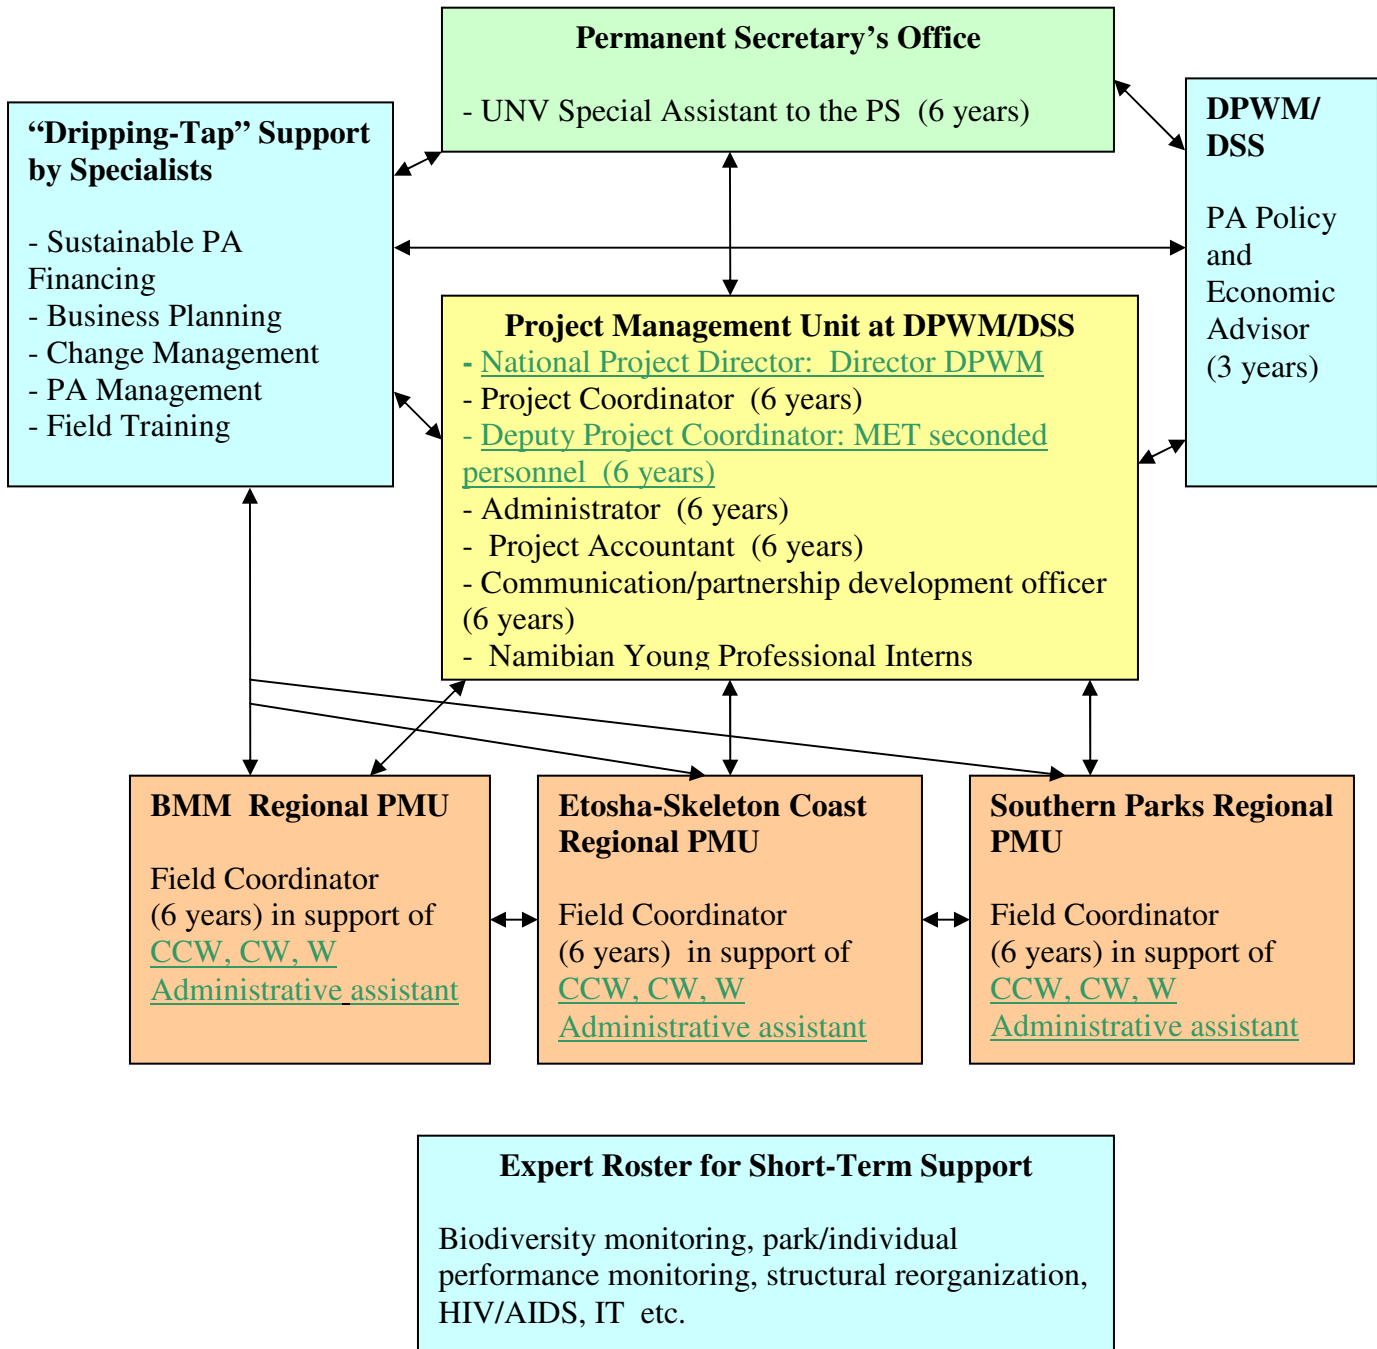 Permanent Secretary’s Office
- UNV Special Assistant to the PS  (6 years)
“Dripping-Tap” Support
by Specialists
- Sustainable PA
Financing
- Business Planning
- Change Management
- PA Management
- Field Training
DPWM/
DSS
PA Policy
and
Economic
Advisor
(3 years)
Project Management Unit at DPWM/DSS
- National Project Director:  Director DPWM
- Project Coordinator  (6 years)
- Deputy Project Coordinator: MET seconded
personnel  (6 years)
- Administrator  (6 years)
-  Project Accountant  (6 years)
- Communication/partnership development officer
(6 years)
-  Namibian Young Professional Interns
BMM  Regional PMU
Field Coordinator
(6 years) in support of
CCW, CW, W
Administrative assistant
Etosha-Skeleton Coast
Regional PMU
Field Coordinator
(6 years)  in support of
CCW, CW, W
Administrative assistant
Southern Parks Regional
PMU
Field Coordinator
(6 years) in support of
CCW, CW, W
Administrative assistant
Expert Roster for Short-Term Support
Biodiversity monitoring, park/individual
performance monitoring, structural reorganization,
HIV/AIDS, IT  etc.